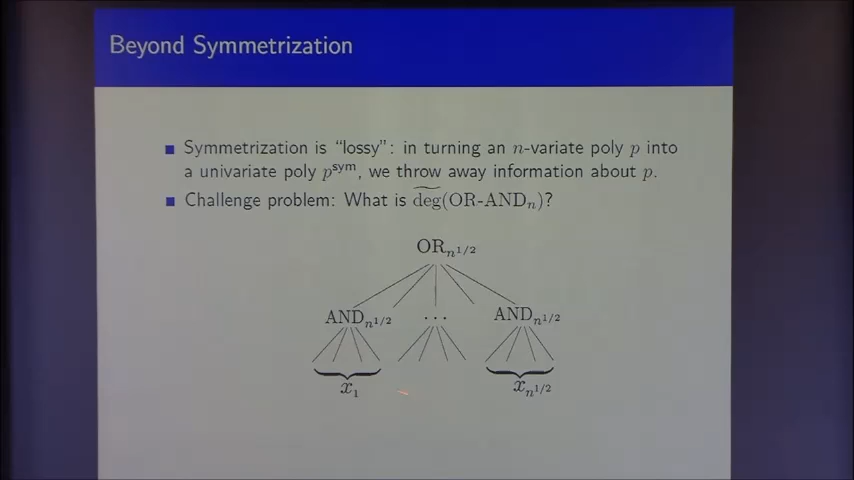 Beyond Symmetrization
■ Symmetrization is “lossy”: in turning an n-variate poly p into
a univariate poly p^sym, we throw away information about p.
■ Challenge problem: What is \widetilde{deg}(OR-AND_n)?
OR_{n^{1/2}}
AND_{n^{1/2}} ... AND_{n^{1/2}}
x_1 x_{n^{1/2}}